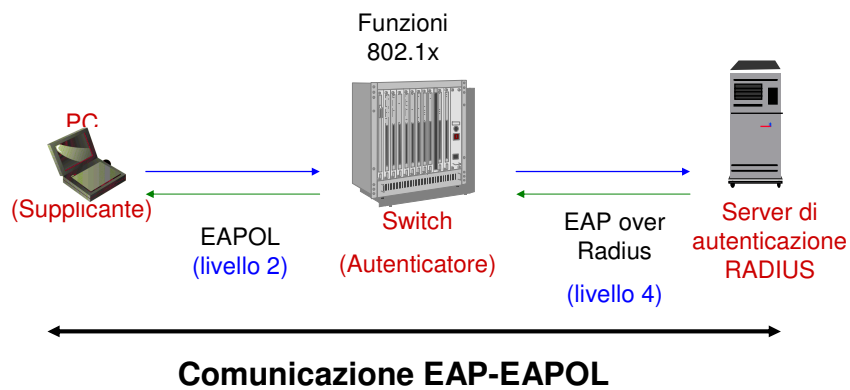 Funzioni
802.1x
PC
(Supplicante)
EAPOL
(livello 2)
Switch
(Autenticatore)
EAP over
Radius
(livello 4)
Server di
autenticazione
RADIUS
Comunicazione EAP-EAPOL